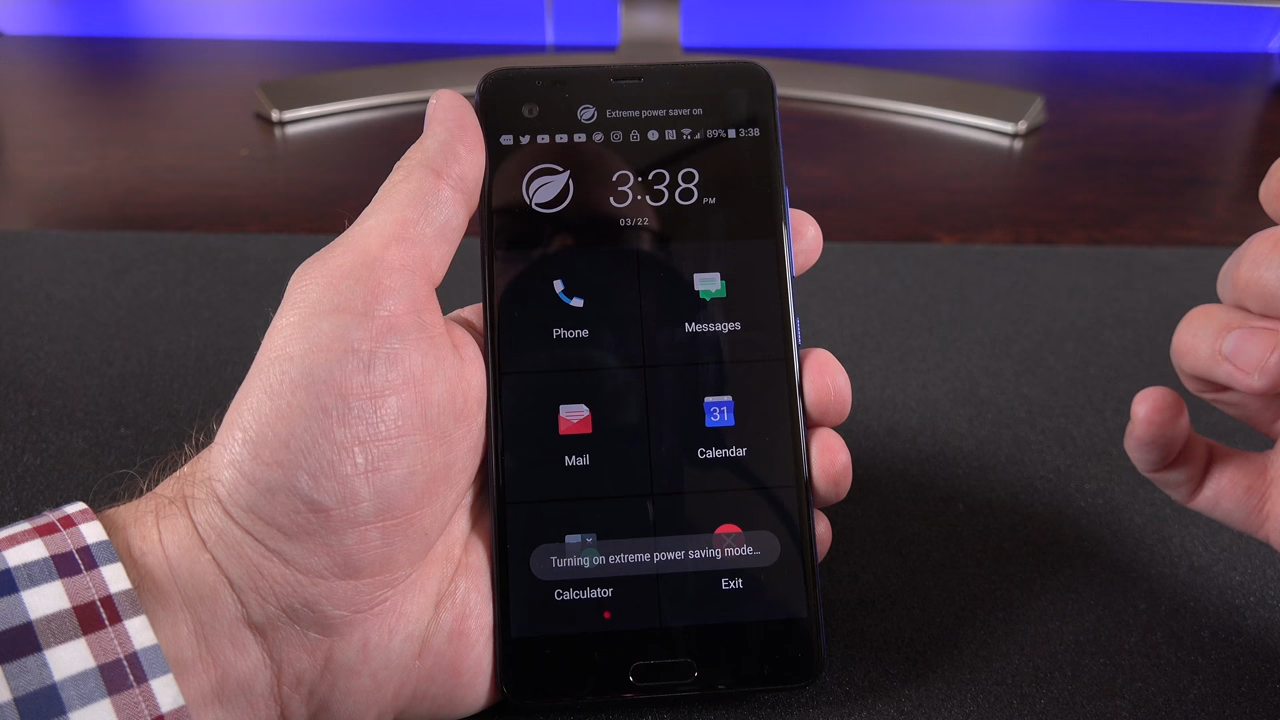 Extreme power saver on
89% 3:38
3:38 PM
03/22
Phone
Messages
Mail
31
Calendar
Turning on extreme power saving mode...
Calculator
Exit